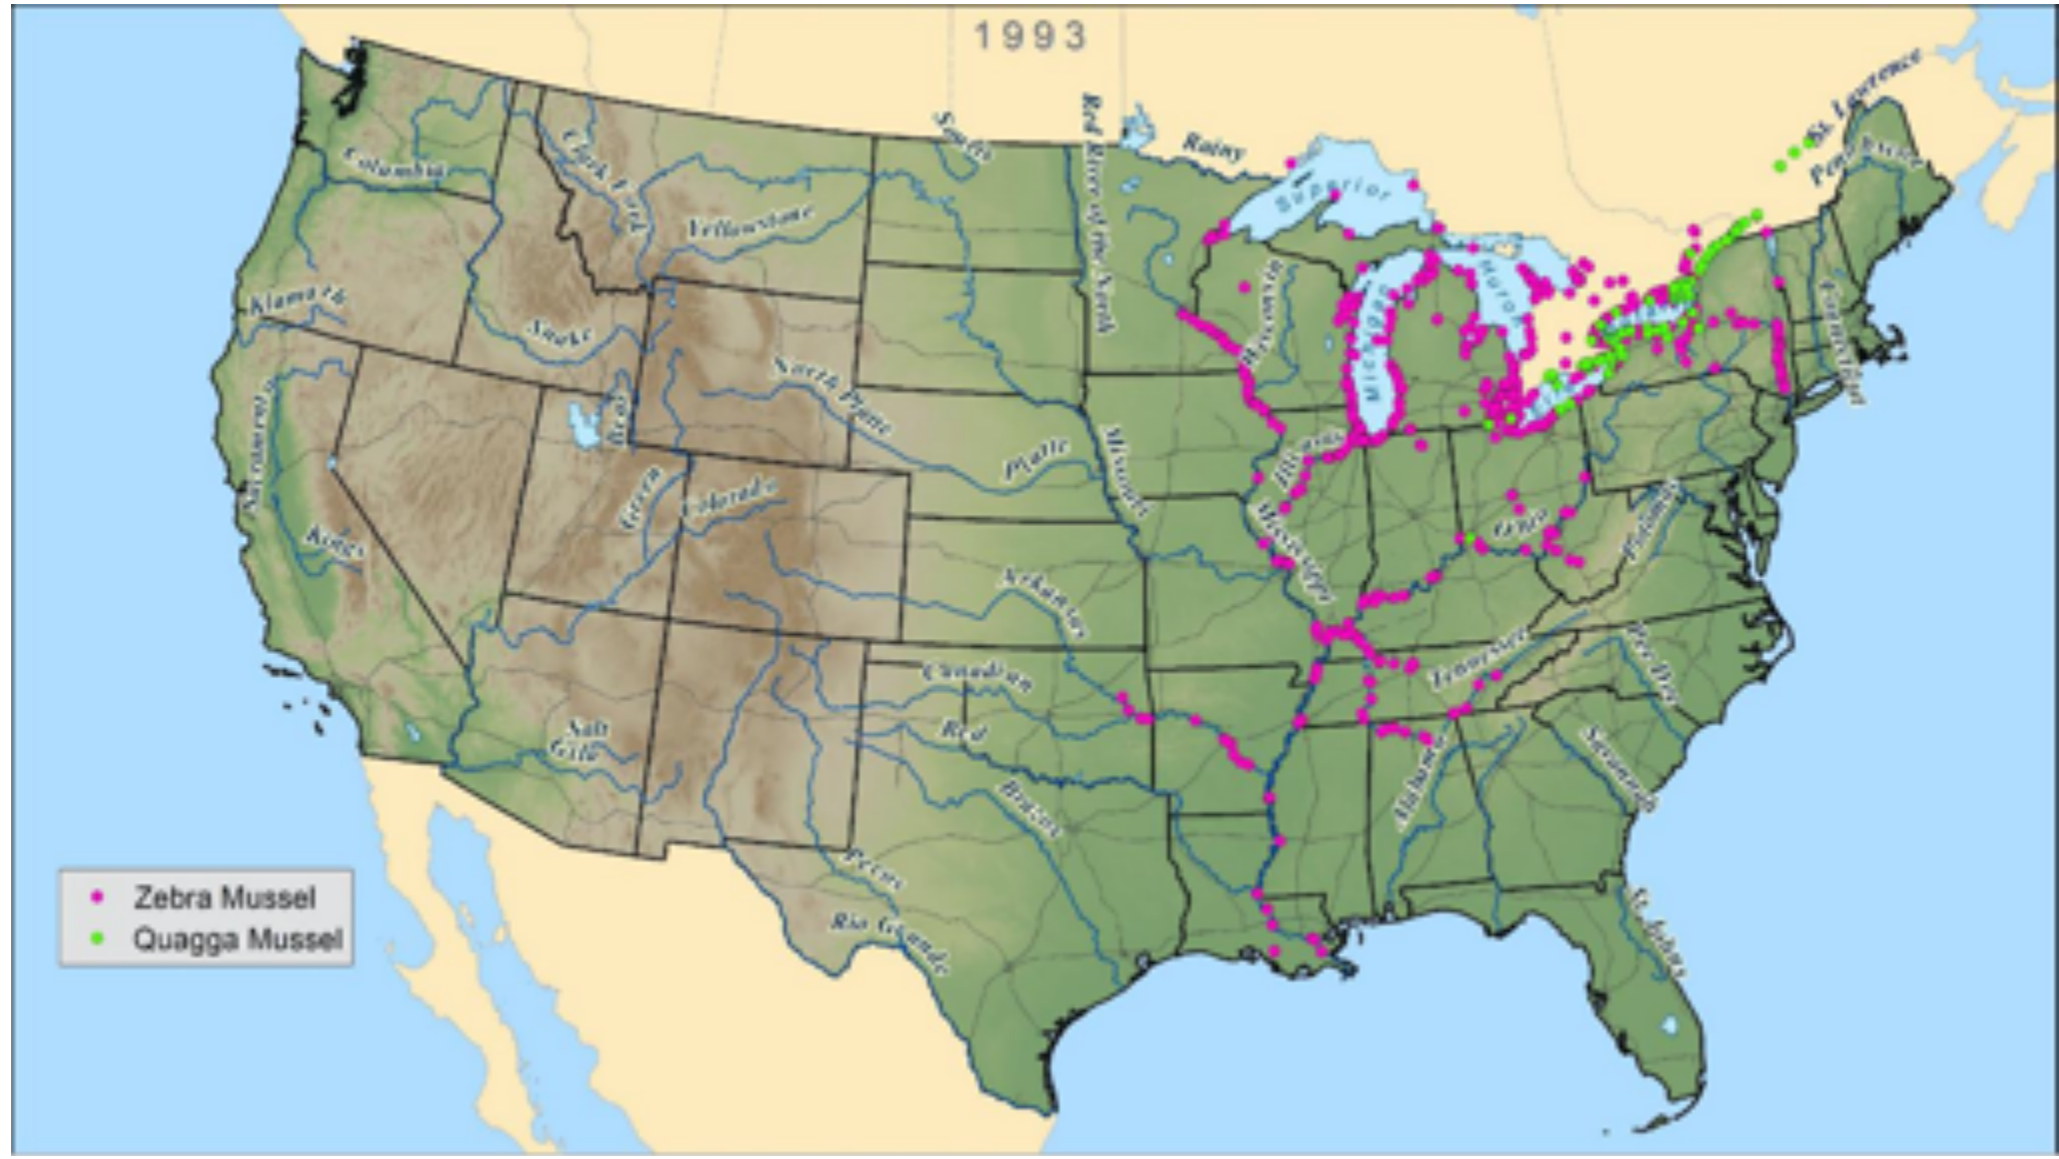 1993
St. Lawrence
Penobscot
Souris
Red River of the North
Rainy
Superior
Clark Fork
Columbia
Yellowstone
Huron
Wisconsin
Michigan
Connecticut
Klamath
Snake
North Platte
Bear
Erie
Sacramento
Platte
Missouri
Illinois
Green
Colorado
Ohio
Potomac
Kings
Mississippi
Arkansas
Tennessee
Pee Dee
Canadian
Salt
Gila
Red
Savannah
Alabama
Brazos
Pecos
Zebra Mussel
Rio Grande
Quagga Mussel
St. Johns